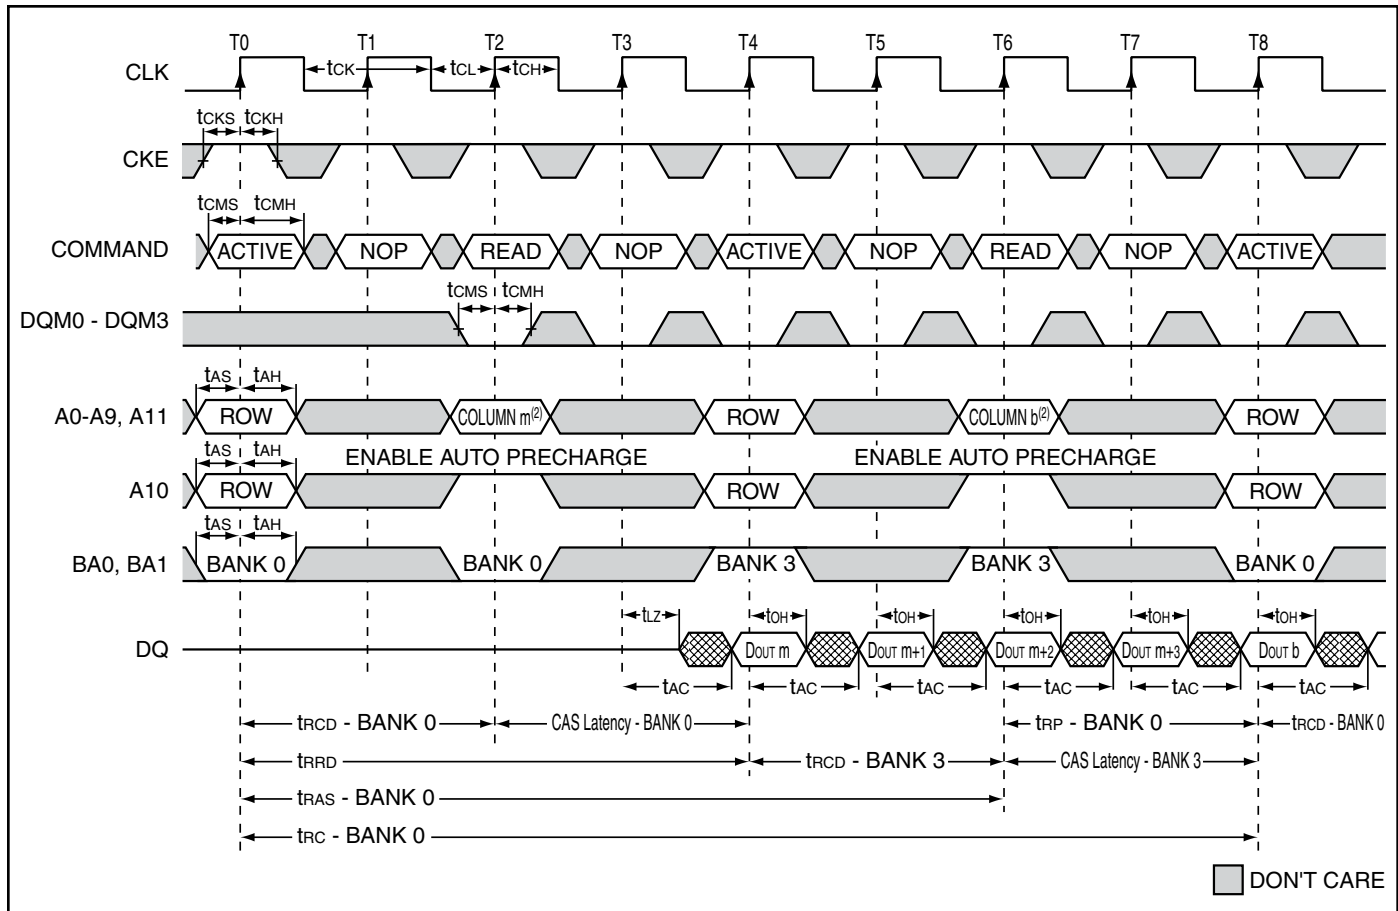 T0 T1 T2 T3 T4 T5 T6 T7 T8
CLK tCK tCL tCH
tCKS tCKH
CKE
tCMS tCMH
COMMAND ACTIVE NOP READ NOP ACTIVE NOP READ NOP ACTIVE
tCMS tCMH
DQM0 - DQM3
tAS tAH
A0-A9, A11 ROW COLUMN m(2) ROW COLUMN b(2) ROW
tAS tAH ENABLE AUTO PRECHARGE ENABLE AUTO PRECHARGE
A10 ROW ROW ROW
tAS tAH
BA0, BA1 BANK 0 BANK 0 BANK 3 BANK 3 BANK 0
tLZ tOH tOH tOH tOH tOH
DQ DOUT m DOUT m+1 DOUT m+2 DOUT m+3 DOUT b
tAC tAC tAC tAC tAC tAC
tRCD - BANK 0 CAS Latency - BANK 0 tRP - BANK 0 tRCD - BANK 0
tRRD tRCD - BANK 3 CAS Latency - BANK 3
tRAS - BANK 0
tRC - BANK 0
DON'T CARE